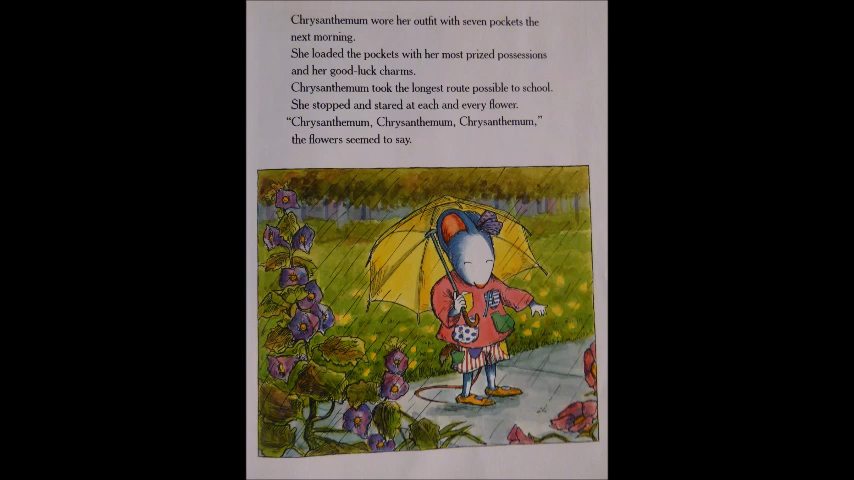 Chrysanthemum wore her outfit with seven pockets the
next morning.
She loaded the pockets with her most prized possessions
and her good-luck charms.
Chrysanthemum took the longest route possible to school.
She stopped and stared at each and every flower.
“Chrysanthemum, Chrysanthemum, Chrysanthemum,”
the flowers seemed to say.